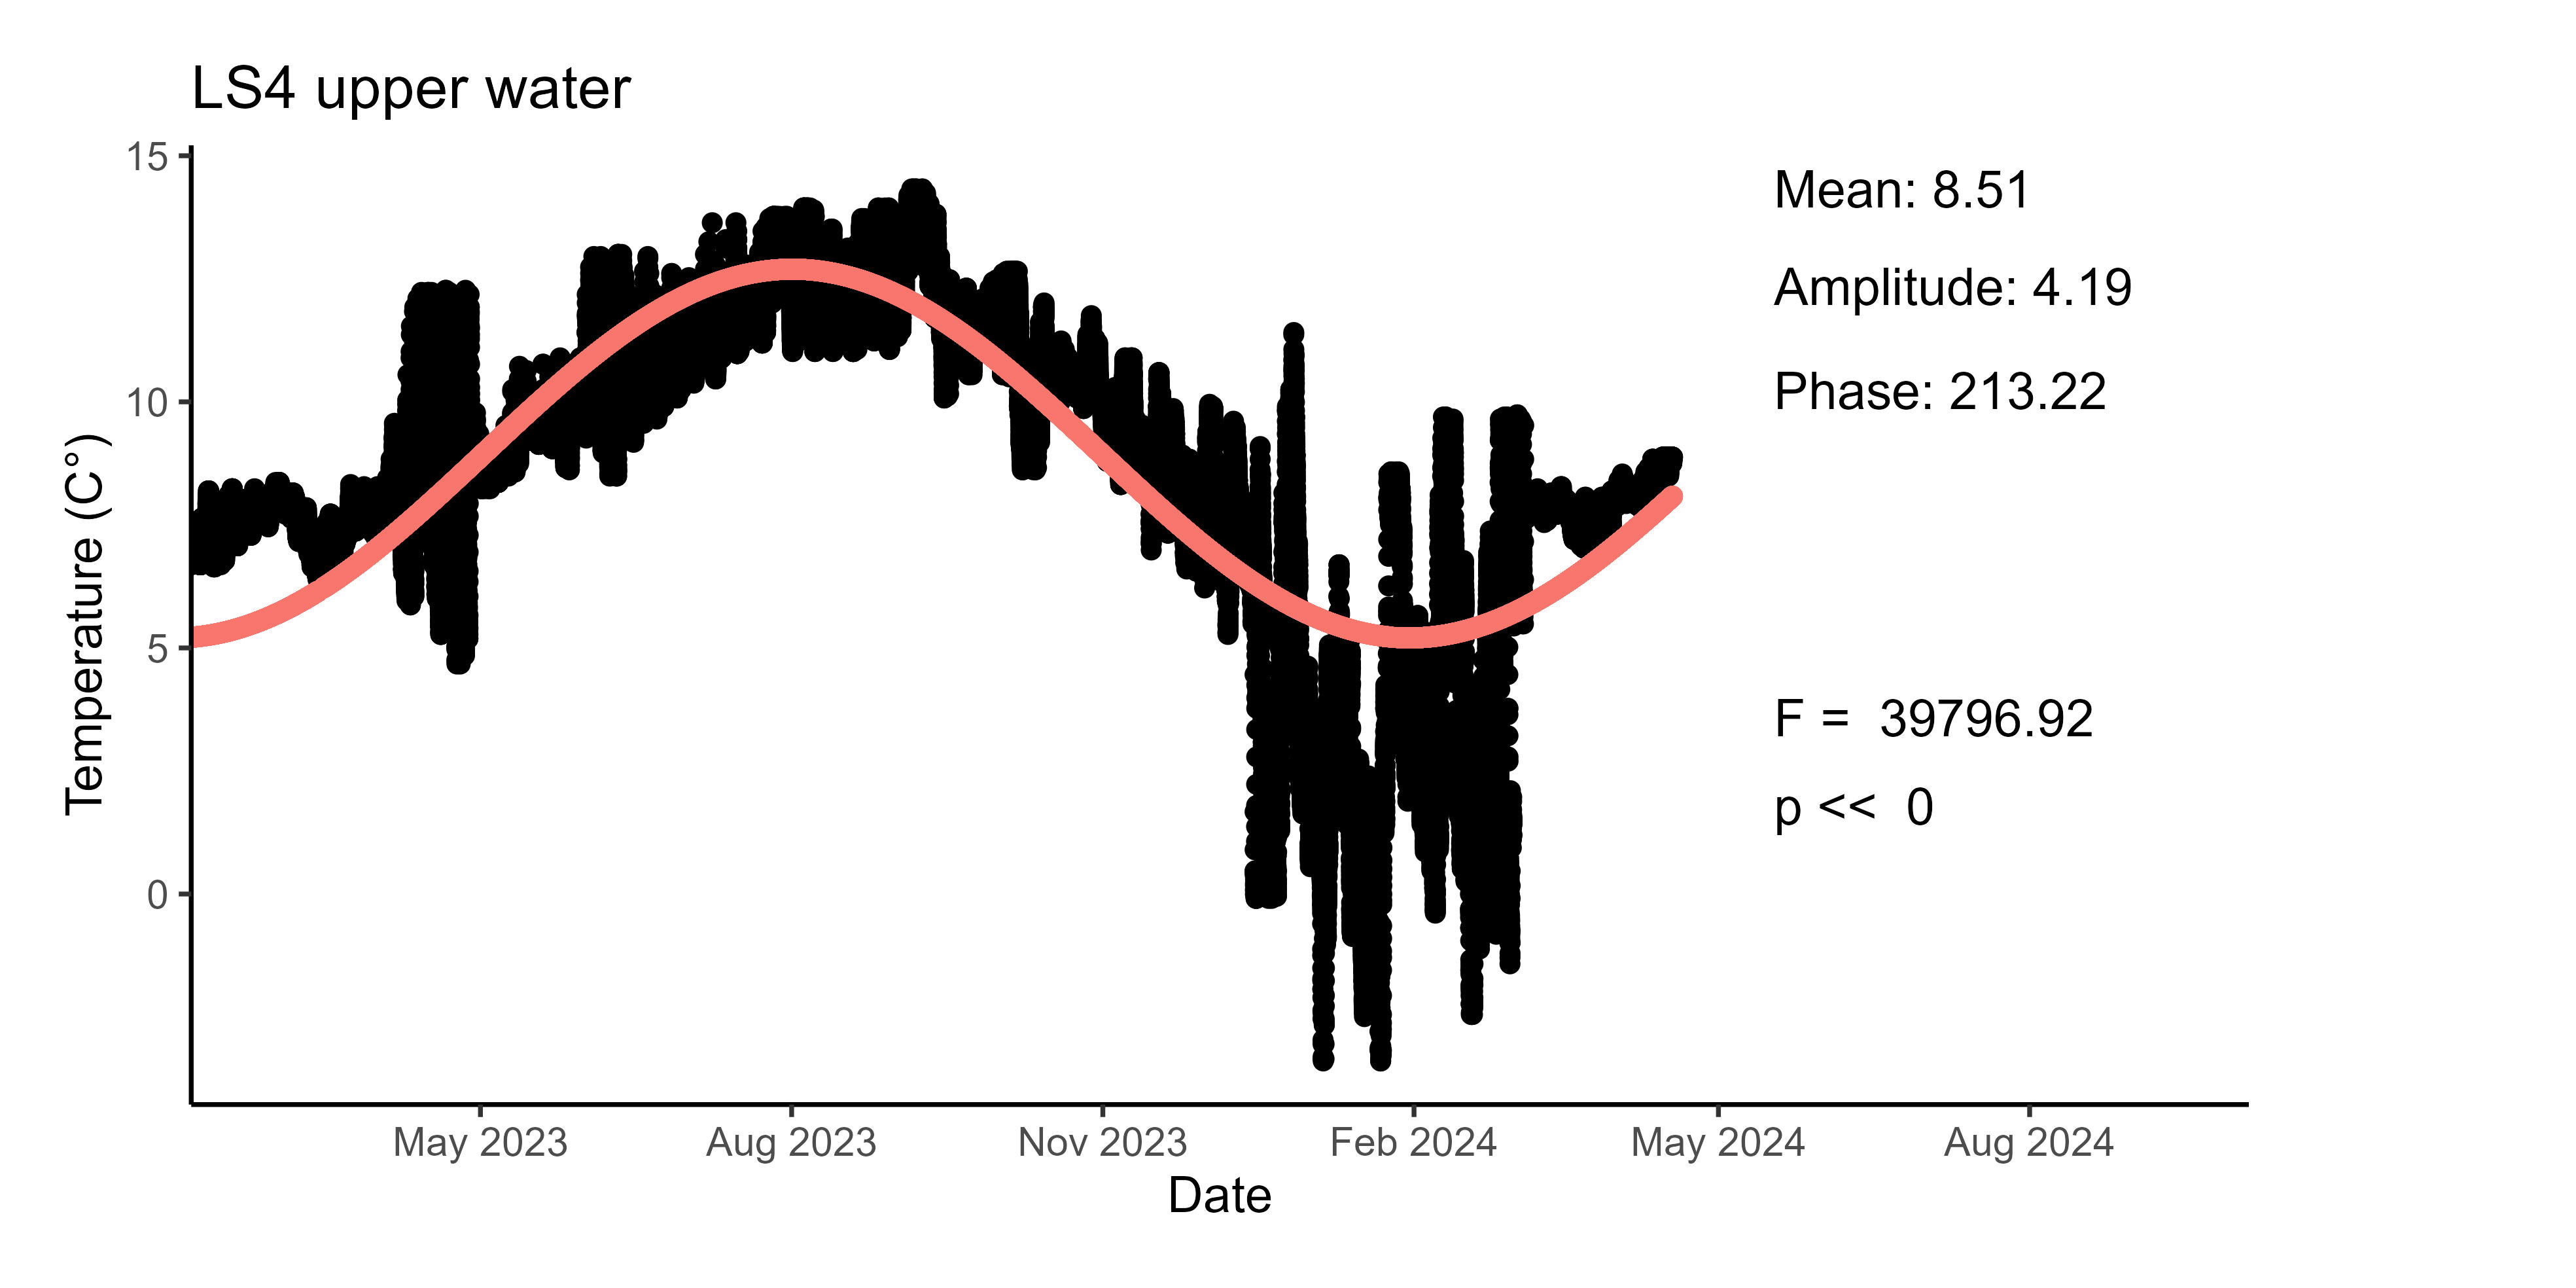 LS4 upper water
15
10
5
0
Temperature (C°)
May 2023
Aug 2023
Nov 2023
Feb 2024
May 2024
Aug 2024
Date
Mean: 8.51
Amplitude: 4.19
Phase: 213.22
F =  39796.92
p <<  0